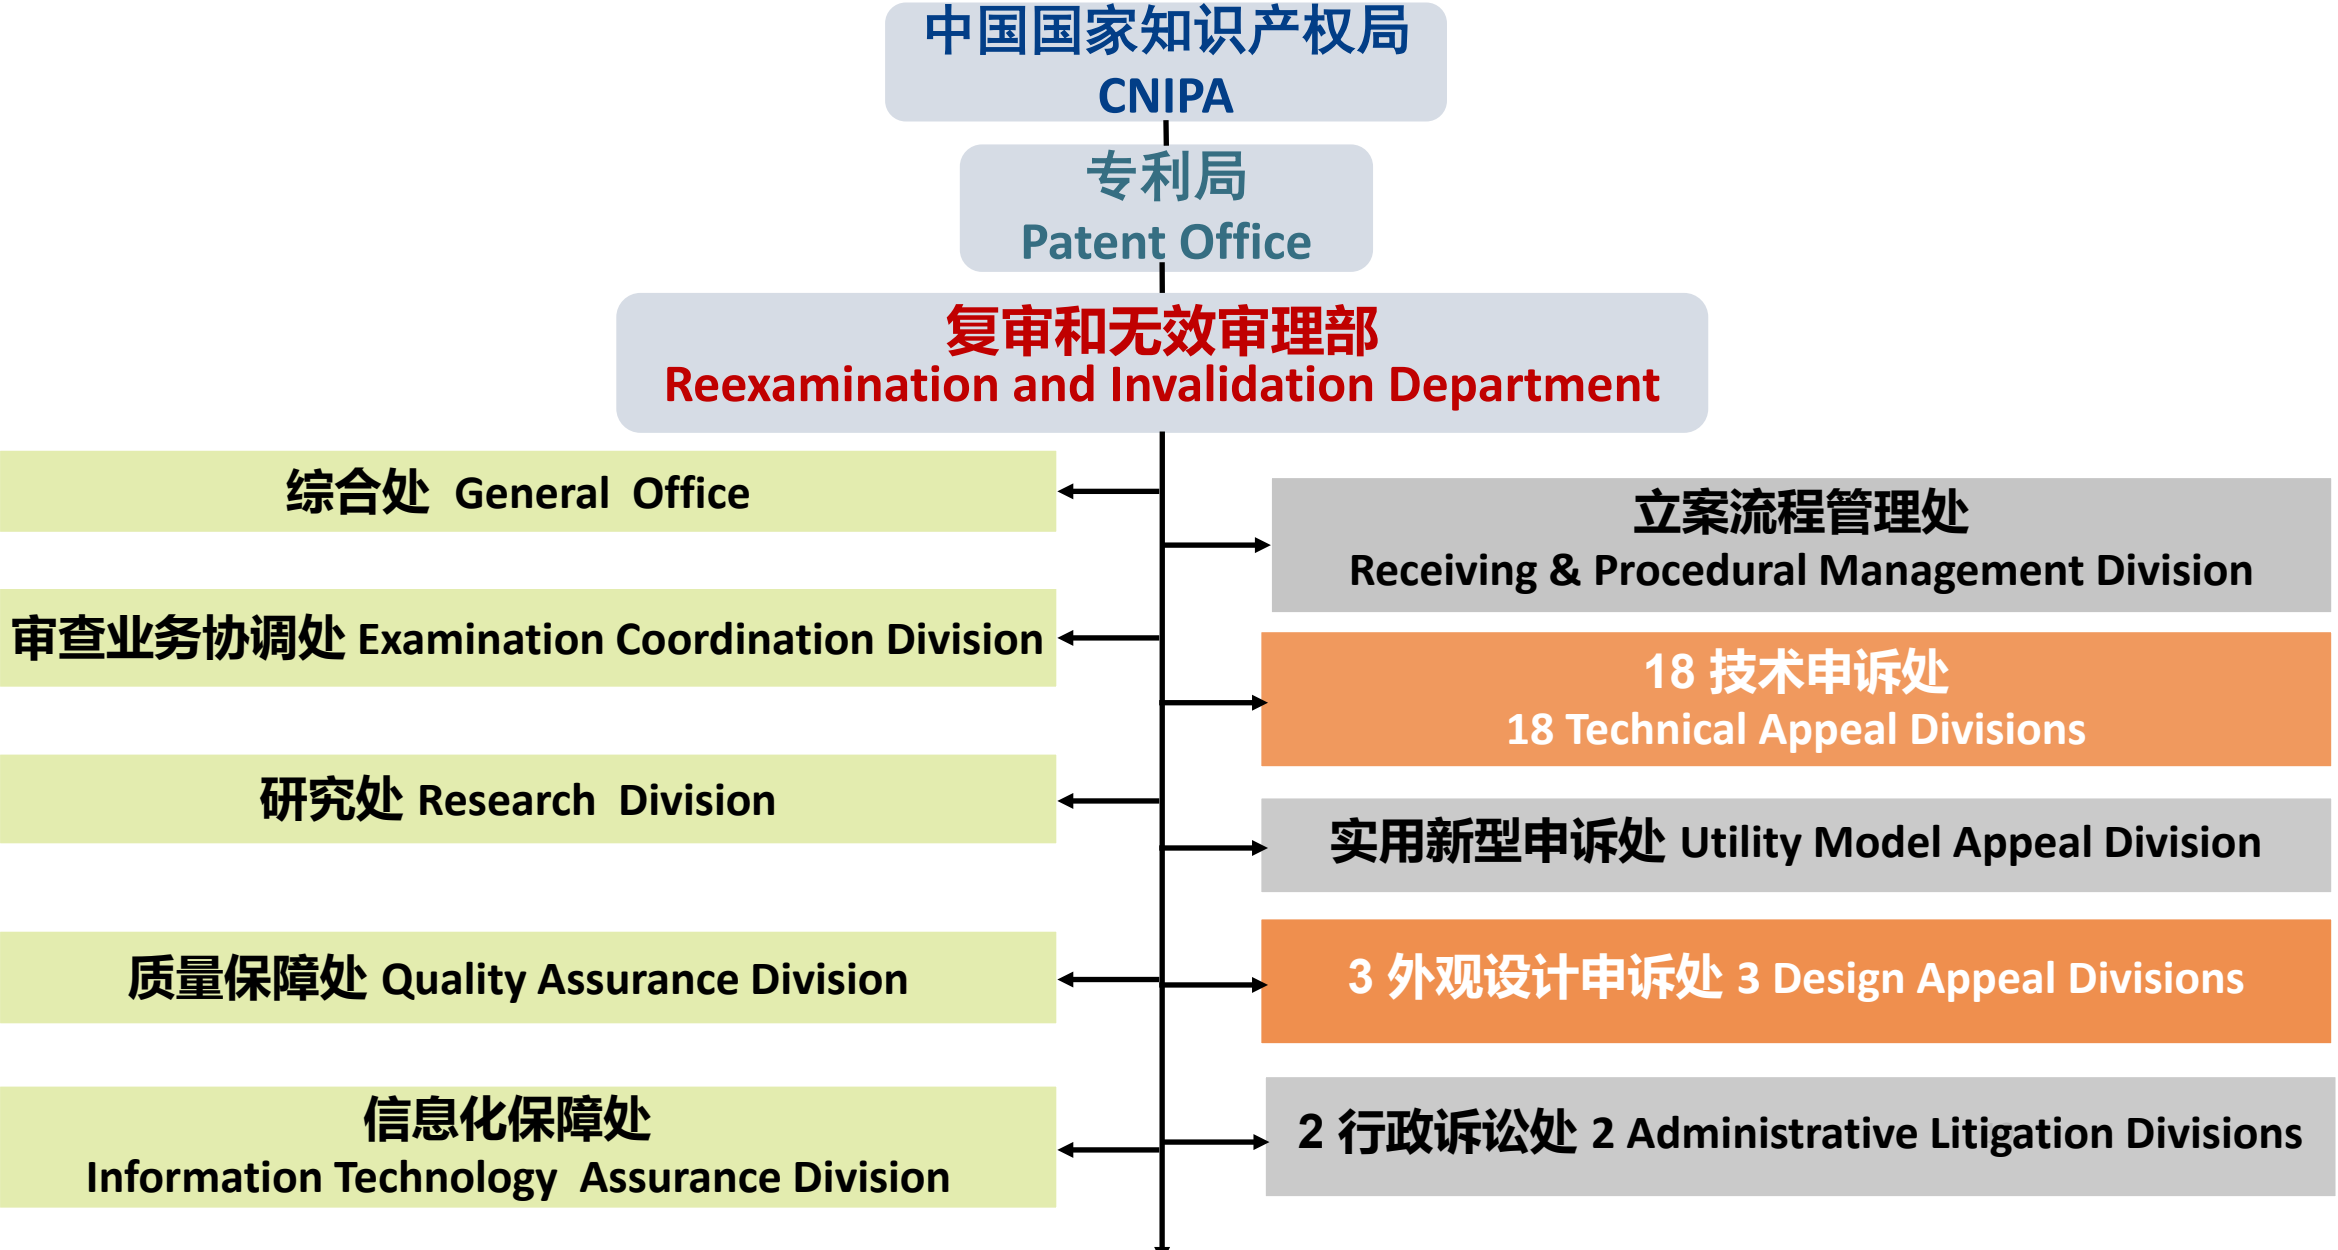 中国国家知识产权局
CNIPA
专利局
Patent Office
复审和无效审理部
Reexamination and Invalidation Department
综合处 General Office
审查业务协调处 Examination Coordination Division
研究处 Research Division
质量保障处 Quality Assurance Division
信息化保障处
Information Technology Assurance Division
立案流程管理处
Receiving & Procedural Management Division
18 技术申诉处
18 Technical Appeal Divisions
实用新型申诉处 Utility Model Appeal Division
3 外观设计申诉处 3 Design Appeal Divisions
2 行政诉讼处 2 Administrative Litigation Divisions